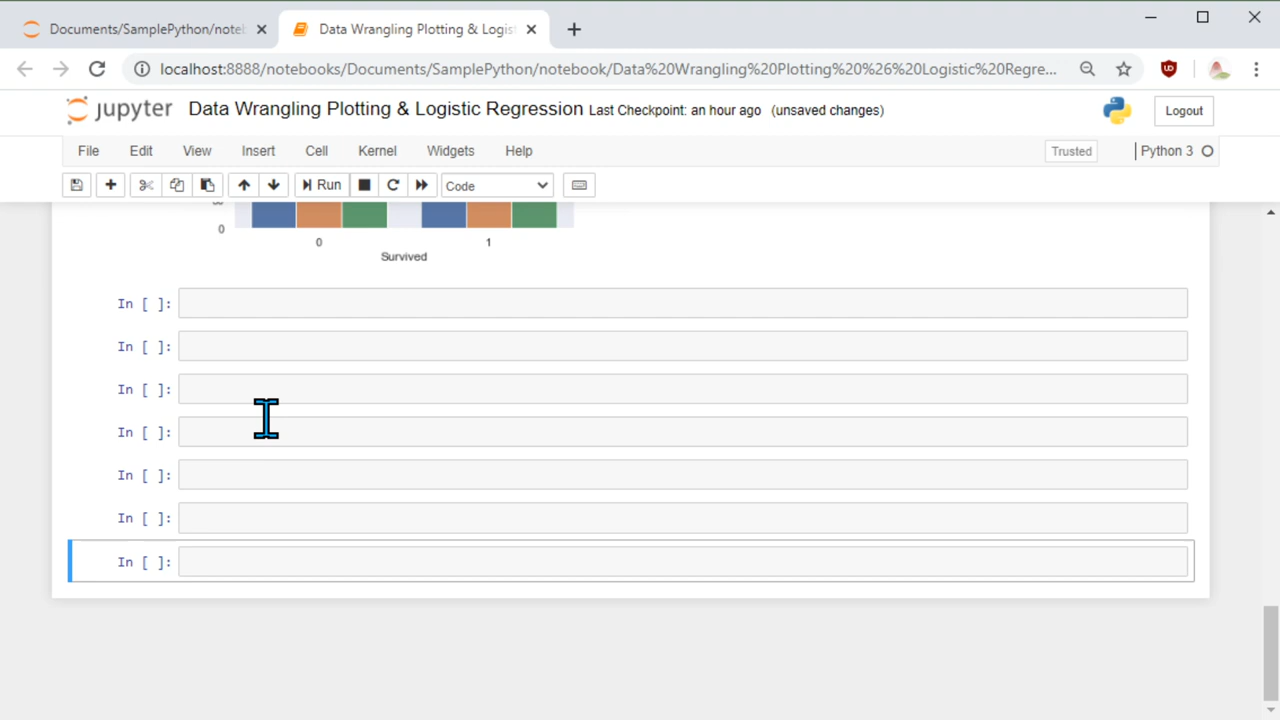 Documents/SamplePython/noteb
Data Wrangling Plotting & Logist
localhost:8888/notebooks/Documents/SamplePython/notebook/Data%20Wrangling%20Plotting%20%26%20Logistic%20Regre...
jupyter Data Wrangling Plotting & Logistic Regression Last Checkpoint: an hour ago (unsaved changes) Logout
File Edit View Insert Cell Kernel Widgets Help Trusted Python 3
Run Code
0
0 1
Survived
In [ ]:
In [ ]:
In [ ]:
In [ ]:
In [ ]:
In [ ]:
In [ ]: